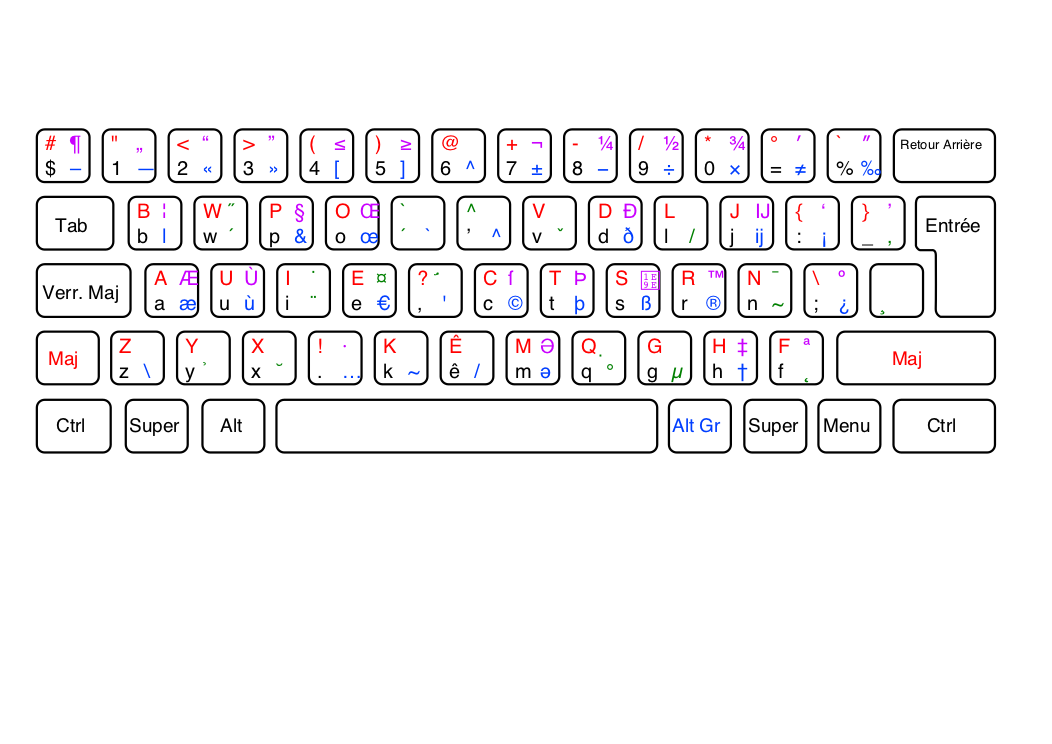 # ¶ " „ < “ > ” ( ≤ ) ≥ @ + ¬ - ¼ / ½ * ¾ ° ′ ` ″ Retour Arrière
$ – 1 — 2 « 3 » 4 [ 5 ] 6 ^ 7 ± 8 − 9 ÷ 0 × = ≠ % ‰
Tab B ¦ W ˝ P § O Œ ` ^ V D Ð L J IJ { ‘ } ’ Entrée
b | w ´ p & o œ ´ ` ’ ^ v ˇ d ð l / j ij : ¡ _ ,
Verr. Maj A Æ U Ù I ˙ E ¤ ? C ſ T Þ S 1E9E R ™ N ¯ \ º
a æ u ù i ¨ e € , ' c © t þ s ß r ® n ~ ; ¿ ¸
Maj Z Y X ! · K Ê M Ə Q . G H ‡ F ª Maj
z \ y x ˘ . … k ~ ê / m ə q ° g µ h † f ˛
Ctrl Super Alt Alt Gr Super Menu Ctrl